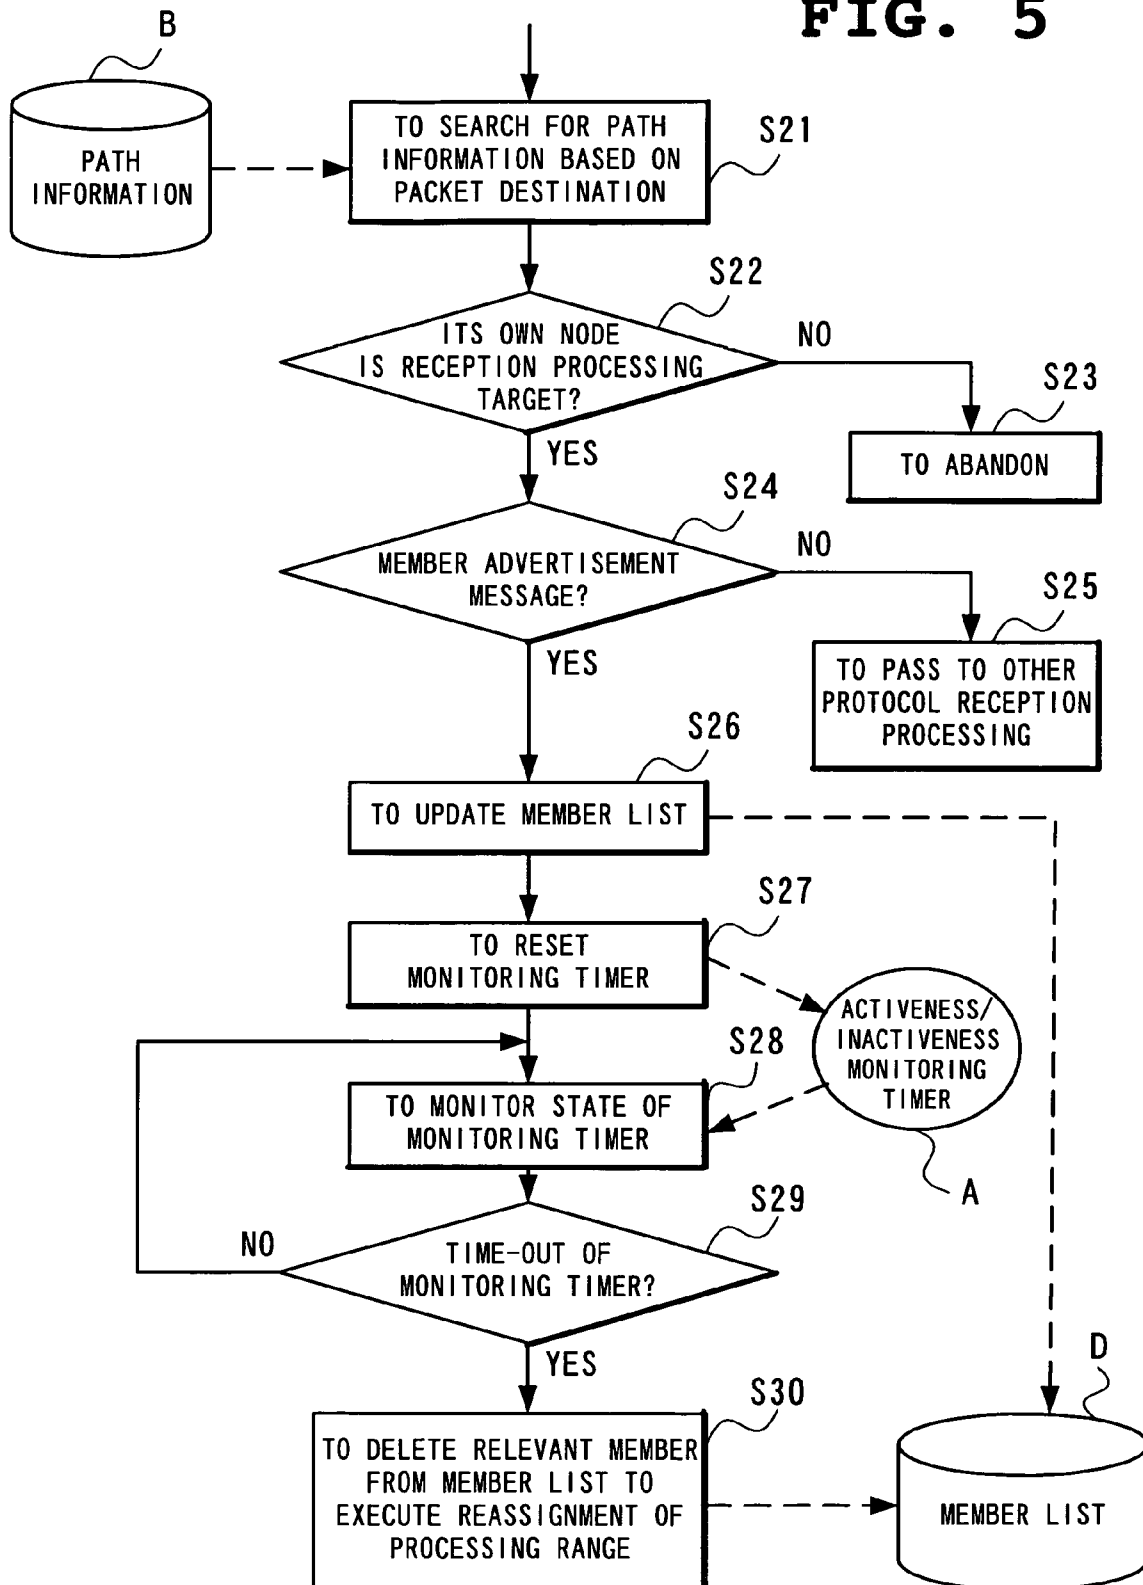 FIG. 5
B
PATH
INFORMATION
TO SEARCH FOR PATH
INFORMATION BASED ON
PACKET DESTINATION
S21
S22
ITS OWN NODE
IS RECEPTION PROCESSING
TARGET?
NO
YES
S23
TO ABANDON
S24
MEMBER ADVERTISEMENT
MESSAGE?
NO
YES
S25
TO PASS TO OTHER
PROTOCOL RECEPTION
PROCESSING
S26
TO UPDATE MEMBER LIST
S27
TO RESET
MONITORING TIMER
ACTIVENESS/
INACTIVENESS
MONITORING
TIMER
A
S28
TO MONITOR STATE OF
MONITORING TIMER
S29
TIME-OUT OF
MONITORING TIMER?
NO
YES
S30
TO DELETE RELEVANT MEMBER
FROM MEMBER LIST TO
EXECUTE REASSIGNMENT OF
PROCESSING RANGE
D
MEMBER LIST